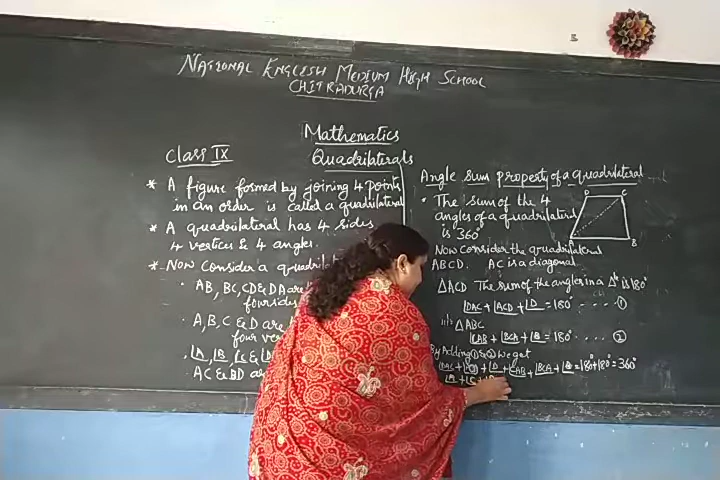 NATIONAL ENGLISH MEDIUM HIGH SCHOOL
CHITRADURGA
Mathematics
Class IX
Quadrilaterals
* A figure formed by joining 4 points
in an order is called a quadrilateral
* A quadrilateral has 4 sides
4 vertices & 4 angles.
* Now consider a quadril
• AB, BC, CD & DA are
four sides
• A, B, C & D are
four ver
∠A, ∠B, ∠C & ∠D
AC & BD ar
Angle sum property of a quadrilateral
• The sum of the 4
angles of a quadrilateral
is 360°
D C
A B
Now consider the quadrilateral
ABCD. AC is a diagonal
△ACD The sum of the angles in a △le is 180°
∠DAC + ∠ACD + ∠D = 180° ---- ①
|||ly △ABC
∠CAB + ∠BCA + ∠B = 180° .... ②
By Adding ① & ② we get
∠DAC + ∠D + ∠CAB + ∠BCA + ∠B = 180° + 180° = 360°
∠A +